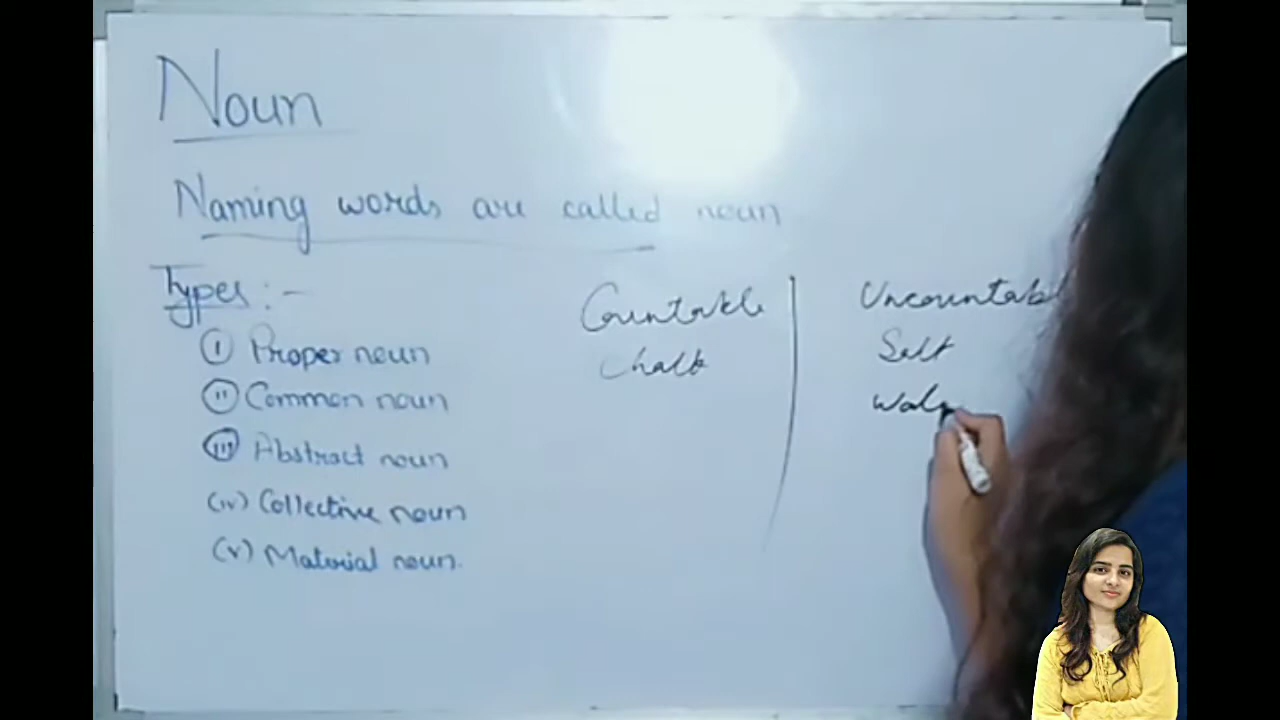 Noun
Naming words are called noun
Types :-
(i) Proper noun
(ii) Common noun
(iii) Abstract noun
(iv) Collective noun
(v) Material noun.
Countable
Chalk
Uncountabl
Salt